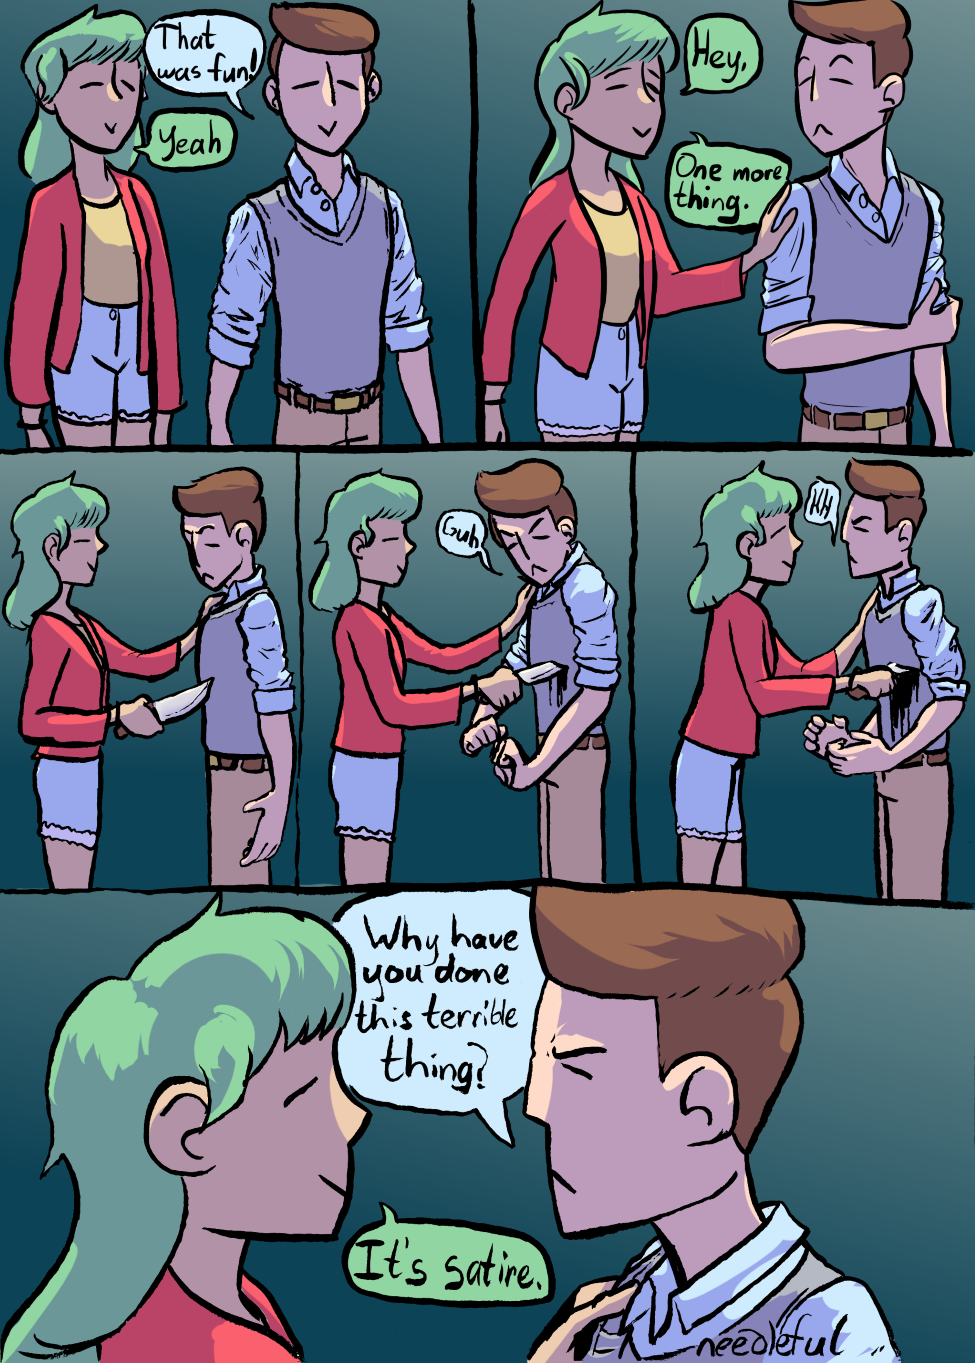 That
was fun!
Yeah
Hey,
One more
thing.
Guh
Why have
you done
this terrible
thing?
It's satire.
needleful